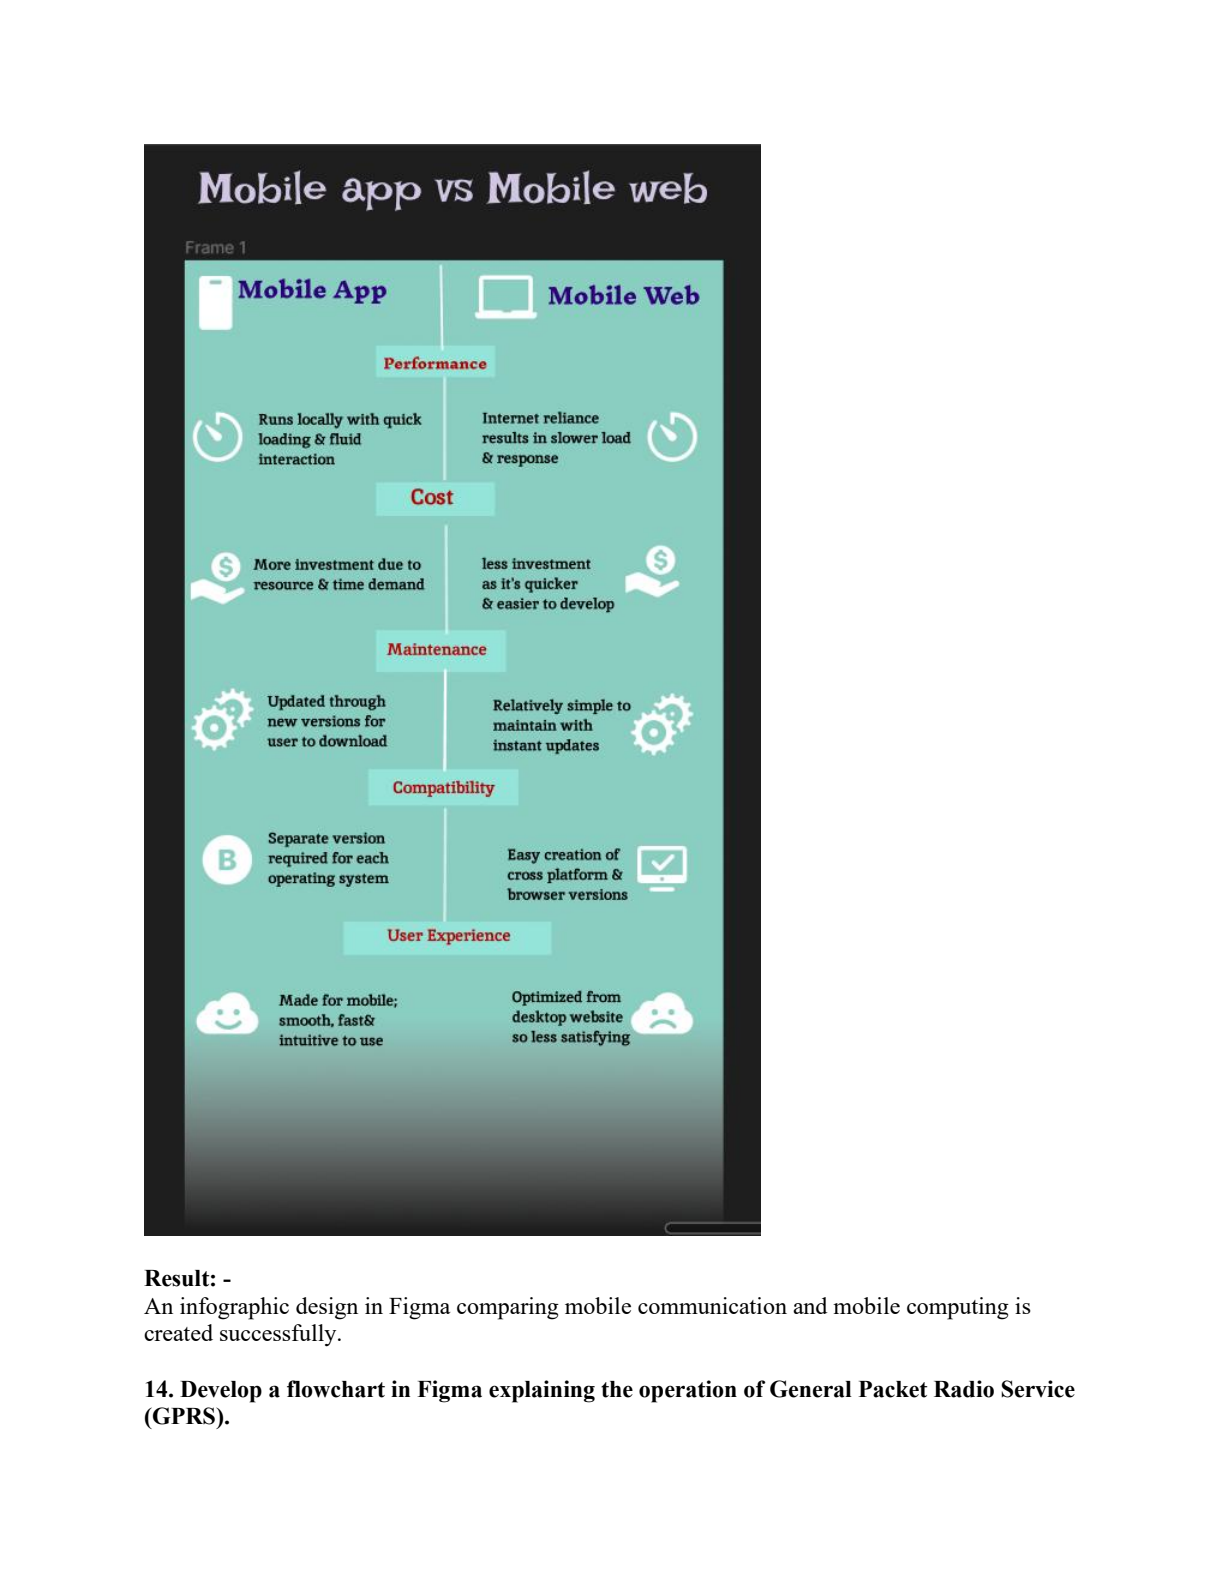 Mobile app vs Mobile web
Frame 1
Mobile App
Mobile Web
Performance
Runs locally with quick
loading & fluid
interaction
Internet reliance
results in slower load
& response
Cost
$
More investment due to
resource & time demand
less investment
as it's quicker
& easier to develop
$
Maintenance
Updated through
new versions for
user to download
Relatively simple to
maintain with
instant updates
Compatibility
B
Separate version
required for each
operating system
Easy creation of
cross platform &
browser versions
User Experience
Made for mobile;
smooth, fast&
intuitive to use
Optimized from
desktop website
so less satisfying
Result: -
An infographic design in Figma comparing mobile communication and mobile computing is
created successfully.
14. Develop a flowchart in Figma explaining the operation of General Packet Radio Service
(GPRS).